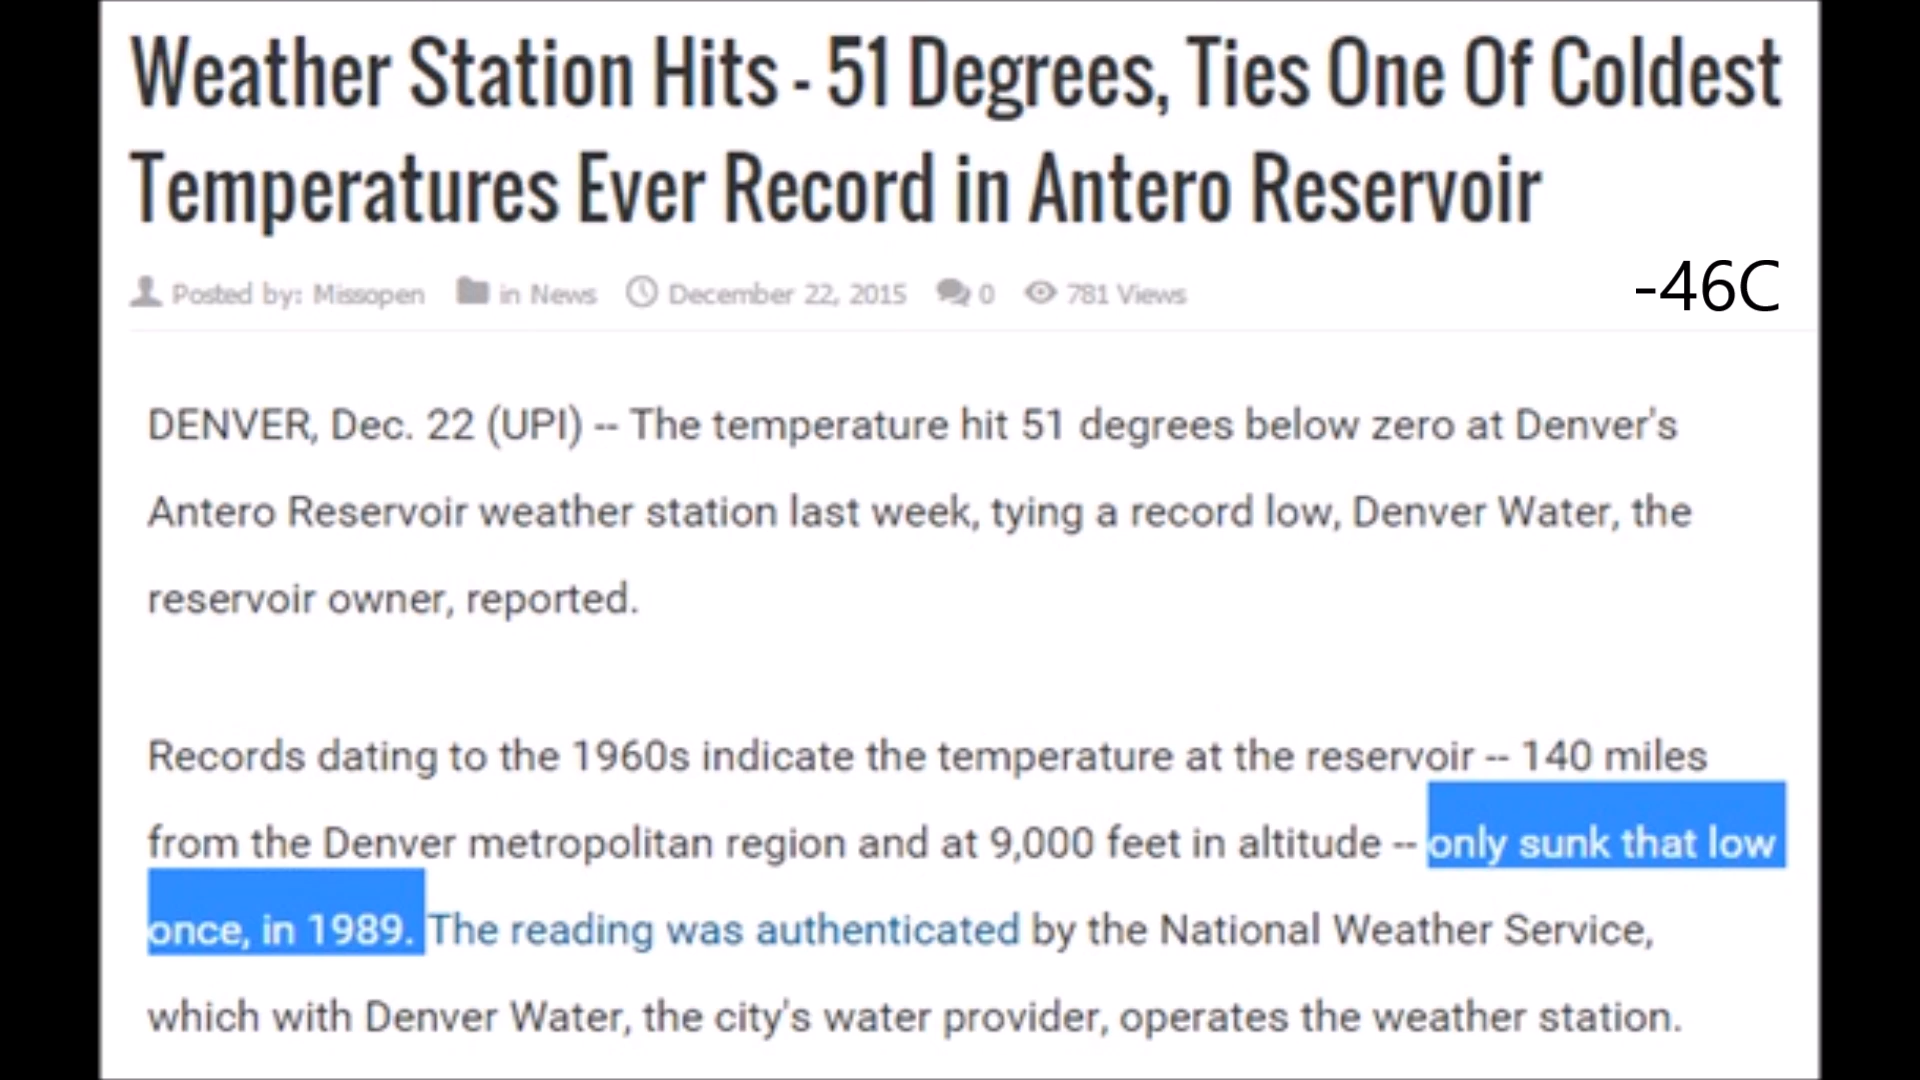 Weather Station Hits - 51 Degrees, Ties One Of Coldest
Temperatures Ever Record in Antero Reservoir
Posted by: Missopen in News December 22, 2015 0 781 Views
-46C
DENVER, Dec. 22 (UPI) -- The temperature hit 51 degrees below zero at Denver's
Antero Reservoir weather station last week, tying a record low, Denver Water, the
reservoir owner, reported.
Records dating to the 1960s indicate the temperature at the reservoir -- 140 miles
from the Denver metropolitan region and at 9,000 feet in altitude -- only sunk that low
once, in 1989. The reading was authenticated by the National Weather Service,
which with Denver Water, the city's water provider, operates the weather station.